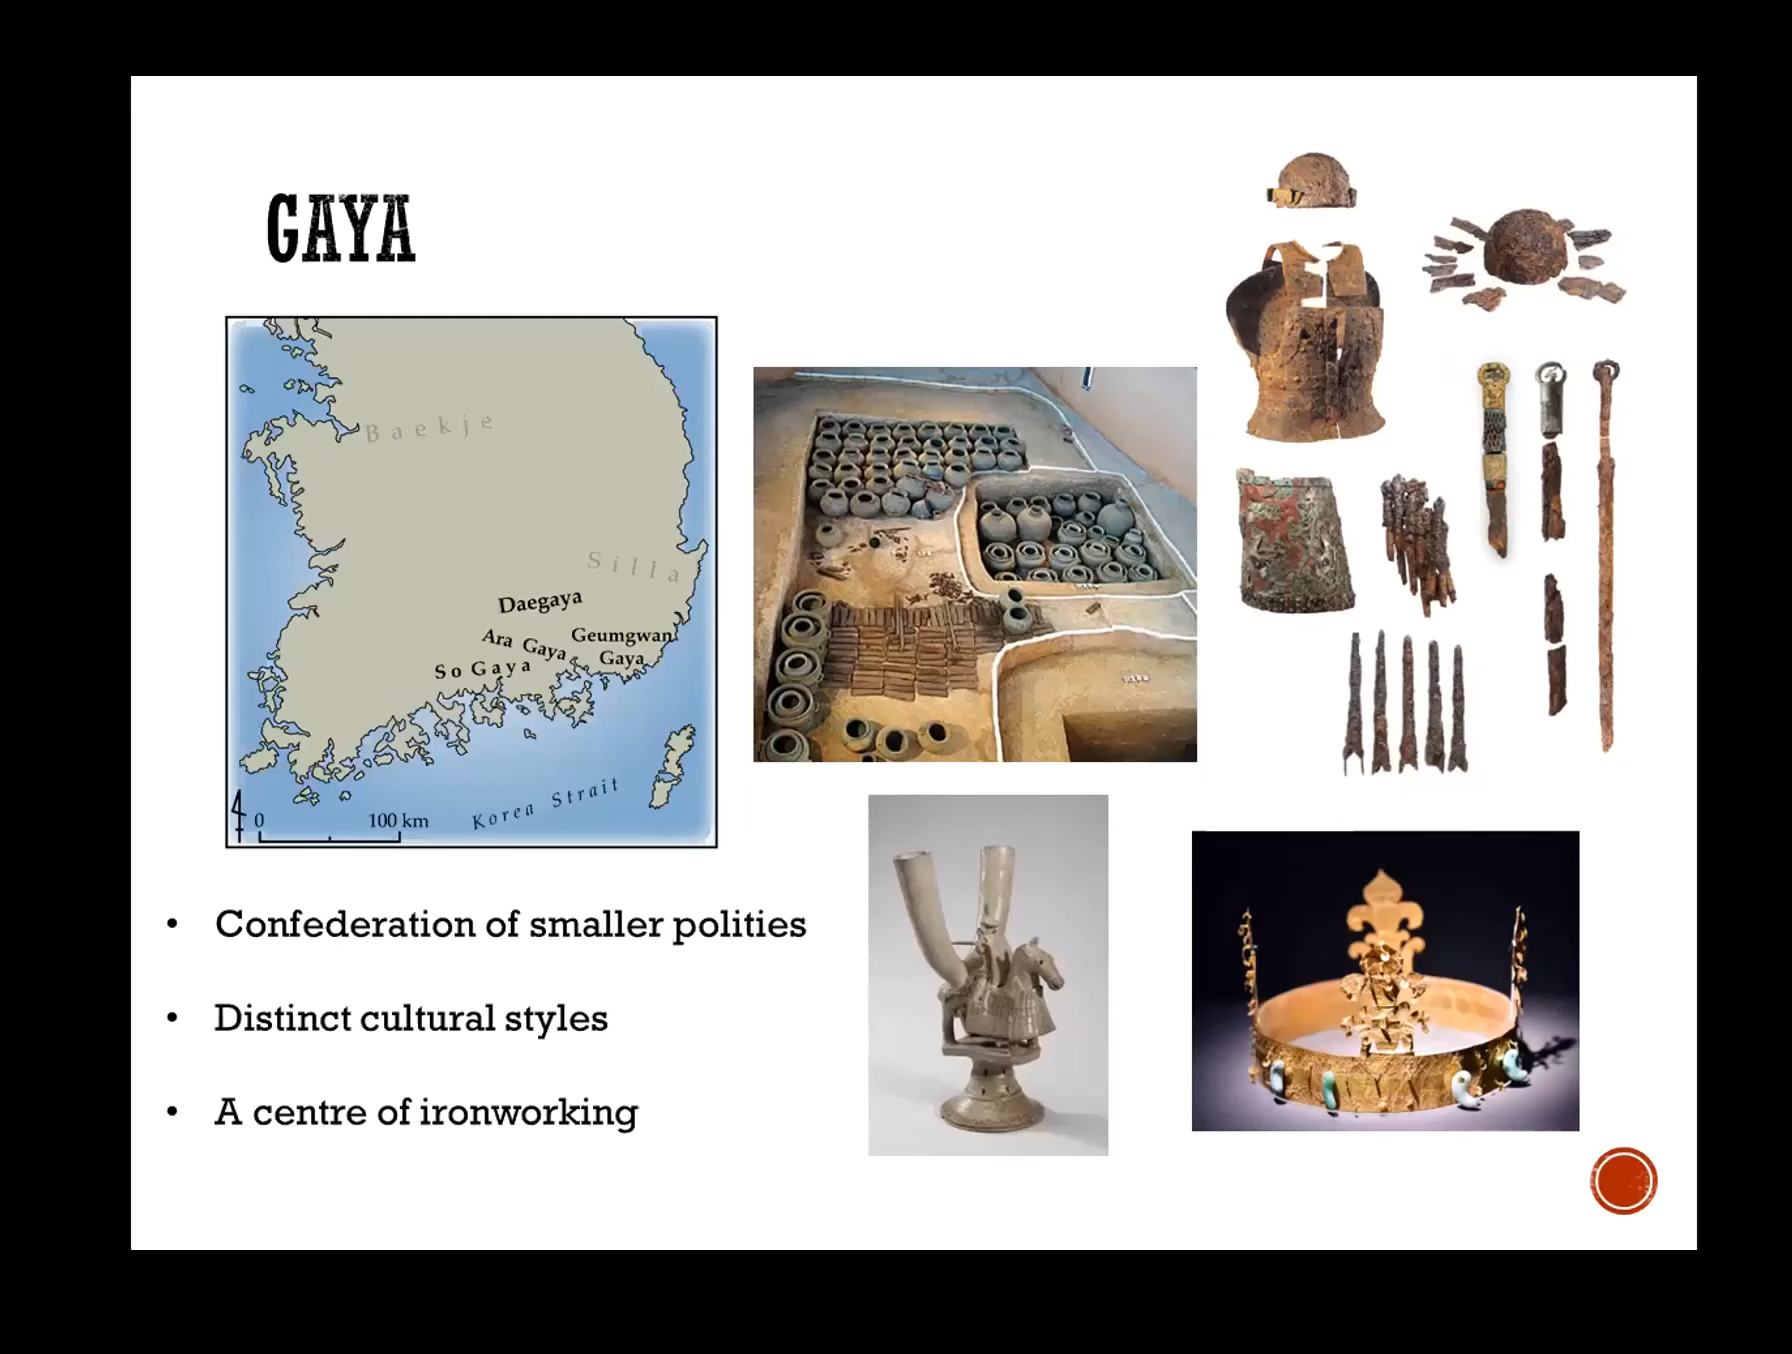 GAYA
Baekje
Silla
Daegaya
Ara Gaya
Geumgwan
Gaya
So Gaya
Korea Strait
0 100 km
• Confederation of smaller polities
• Distinct cultural styles
• A centre of ironworking